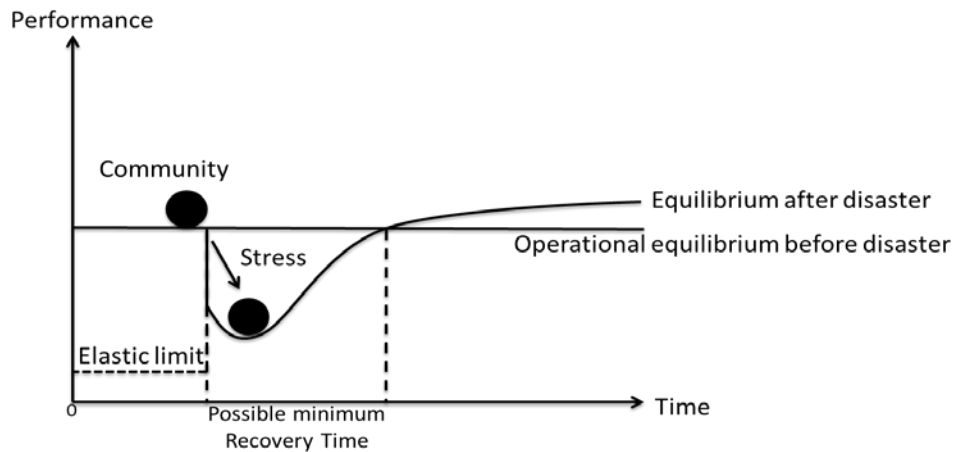 Performance
Community
Equilibrium after disaster
Operational equilibrium before disaster
Stress
Elastic limit
0
Possible minimum
Recovery Time
Time